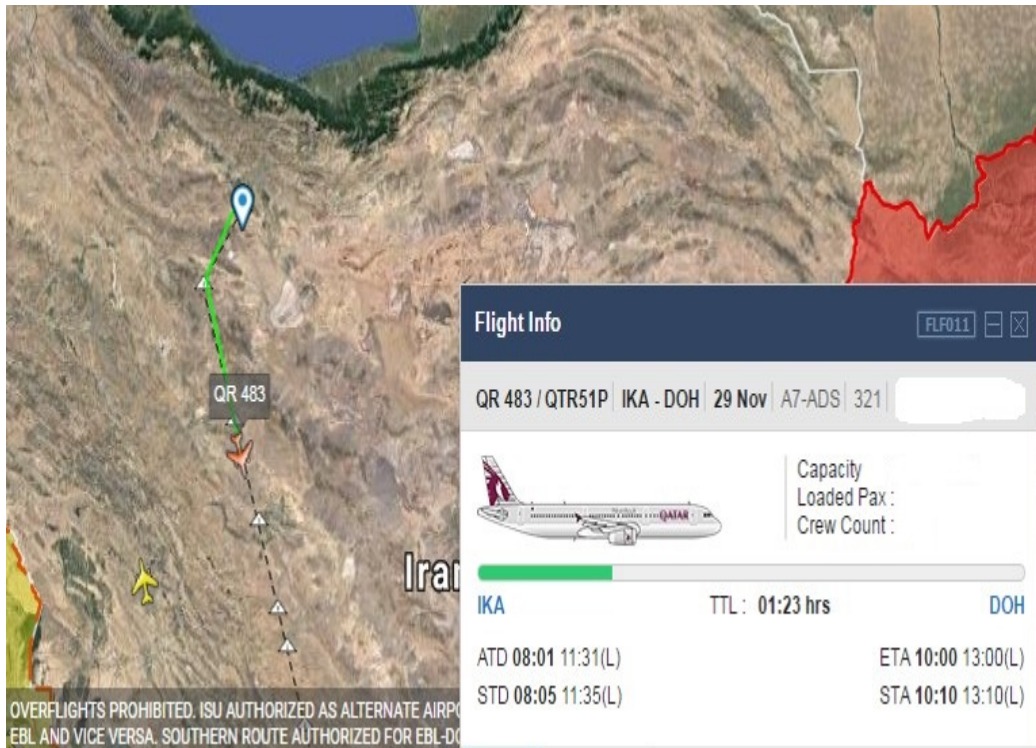 QR 483
Iran
OVERFLIGHTS PROHIBITED. ISU AUTHORIZED AS ALTERNATE AIRPO
EBL AND VICE VERSA. SOUTHERN ROUTE AUTHORIZED FOR EBL-DO
Flight Info
FLF011
QR 483 / QTR51P IKA - DOH 29 Nov A7-ADS 321
QATAR
Capacity
Loaded Pax :
Crew Count :
IKA TTL : 01:23 hrs DOH
ATD 08:01 11:31(L) ETA 10:00 13:00(L)
STD 08:05 11:35(L) STA 10:10 13:10(L)